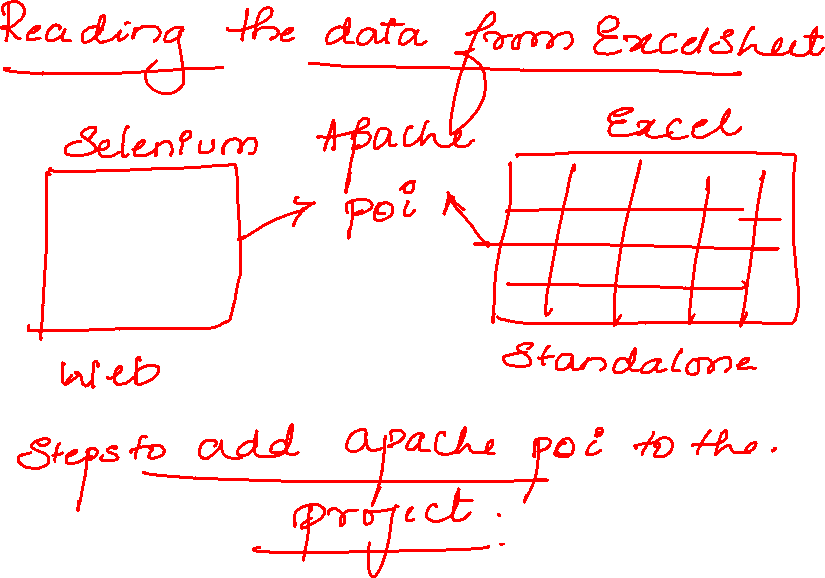 Reading the data from Excelsheet
Selenium Apache Excel
poi
Web Standalone
Steps to add apache poi to the.
project.